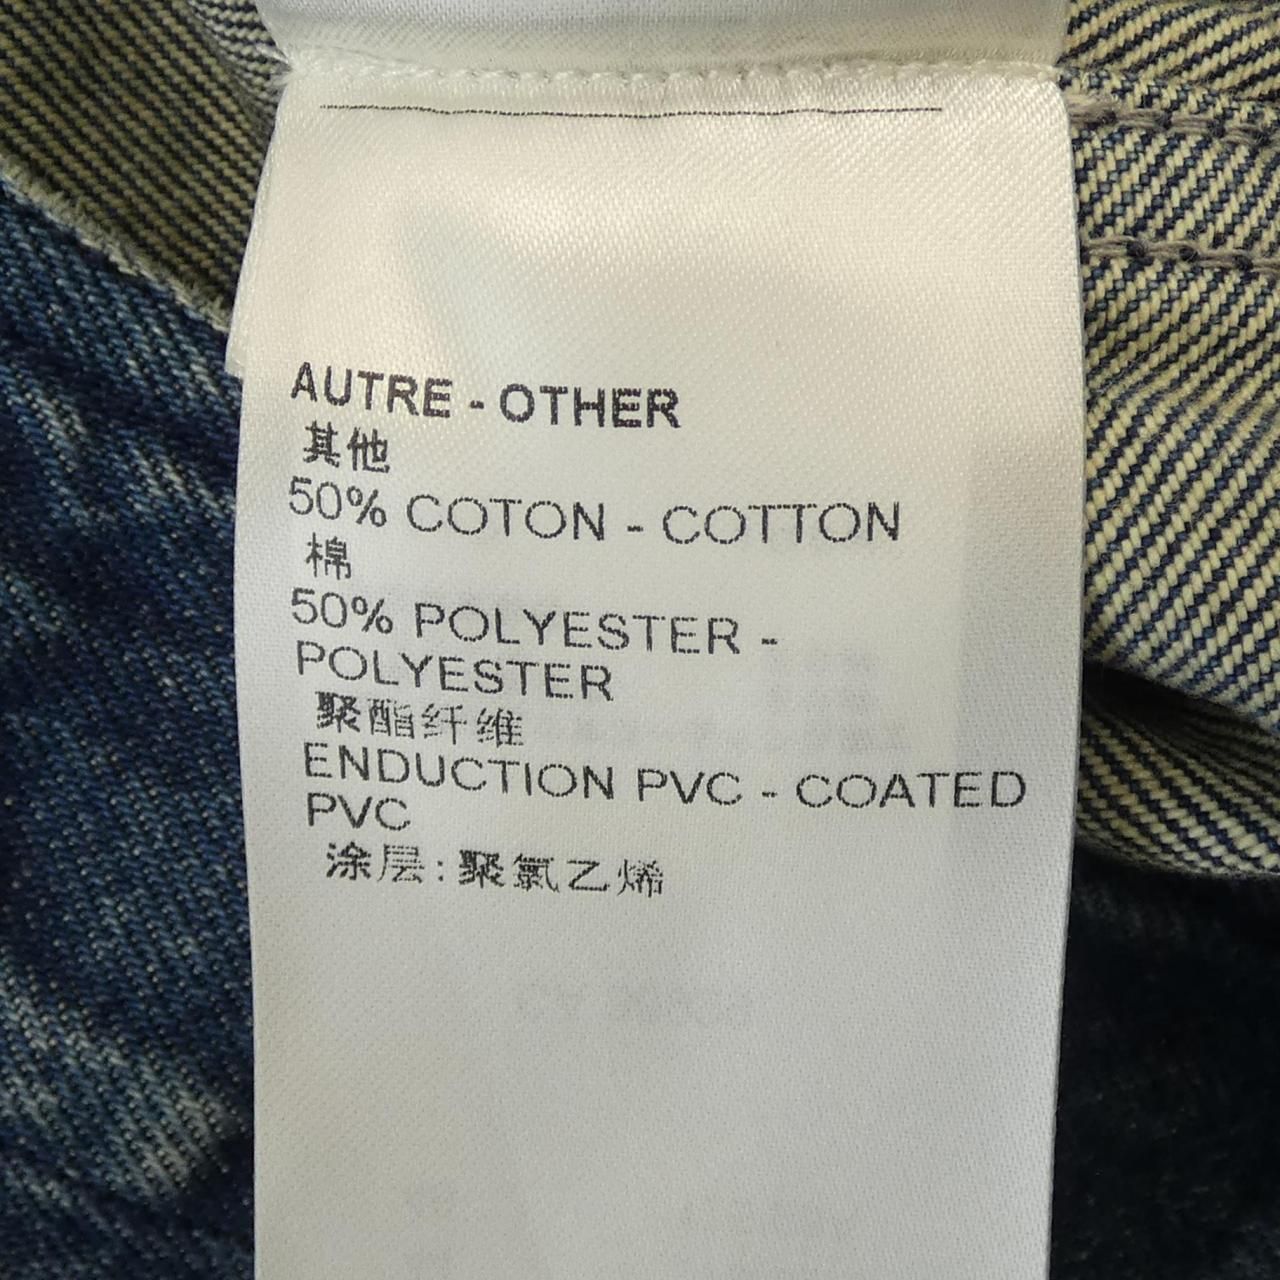 AUTRE - OTHER
其他
50% COTON - COTTON
棉
50% POLYESTER -
POLYESTER
聚酯纤维
ENDUCTION PVC - COATED
PVC
涂层:聚氯乙烯